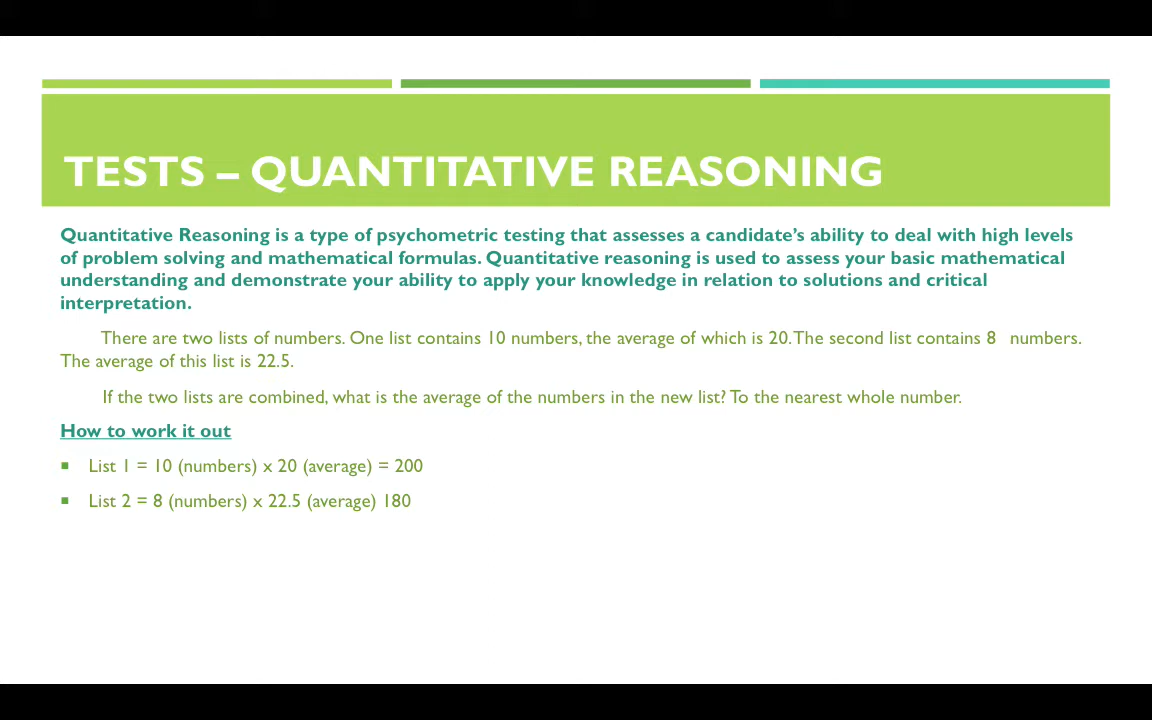 TESTS – QUANTITATIVE REASONING
Quantitative Reasoning is a type of psychometric testing that assesses a candidate's ability to deal with high levels
of problem solving and mathematical formulas. Quantitative reasoning is used to assess your basic mathematical
understanding and demonstrate your ability to apply your knowledge in relation to solutions and critical
interpretation.
There are two lists of numbers. One list contains 10 numbers, the average of which is 20. The second list contains 8 numbers.
The average of this list is 22.5.
If the two lists are combined, what is the average of the numbers in the new list? To the nearest whole number.
How to work it out
▪ List 1 = 10 (numbers) x 20 (average) = 200
▪ List 2 = 8 (numbers) x 22.5 (average) 180